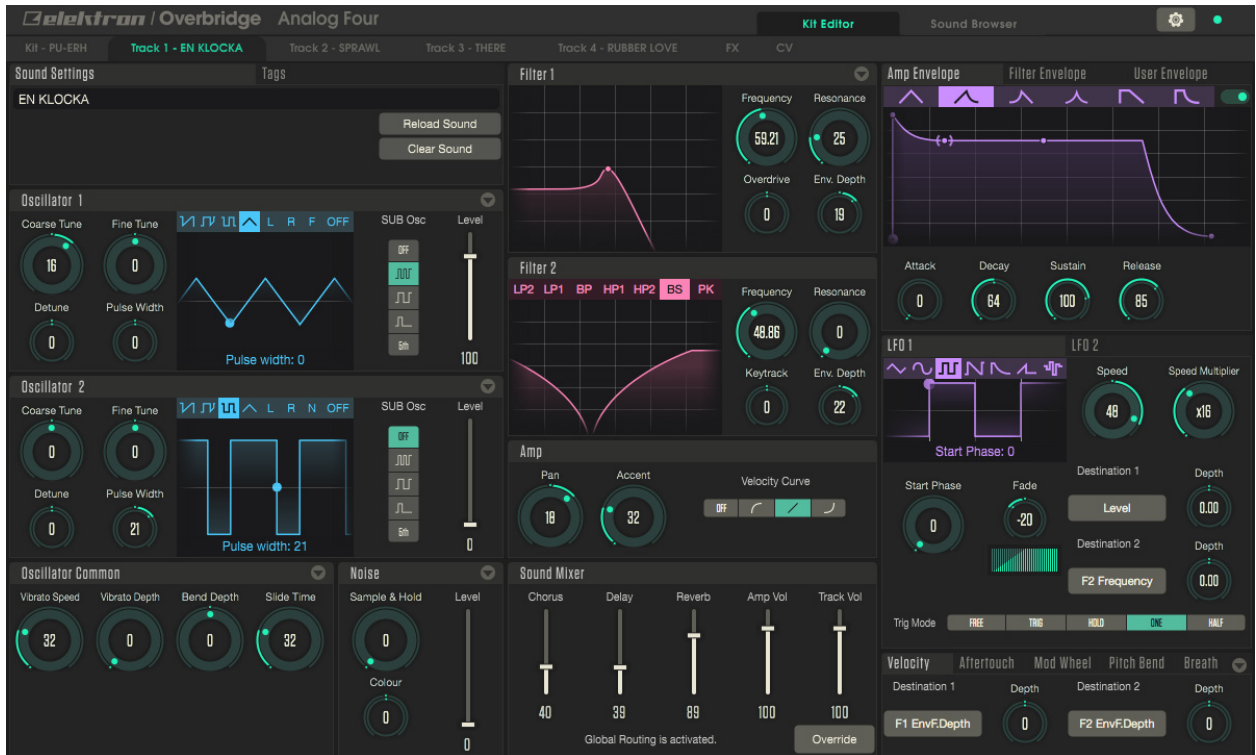 elektron / Overbridge Analog Four
Kit Editor
Sound Browser
Kit - PU-ERH
Track 1 - EN KLOCKA
Track 2 - SPRAWL
Track 3 - THERE
Track 4 - RUBBER LOVE
FX
CV
Sound Settings
Tags
EN KLOCKA
Reload Sound
Clear Sound
Oscillator 1
Coarse Tune
Fine Tune
L R F OFF
SUB Osc
Level
16
0
OFF
Detune
Pulse Width
0
0
5th
Pulse width: 0
100
Oscillator 2
Coarse Tune
Fine Tune
L R N OFF
SUB Osc
Level
0
0
OFF
Detune
Pulse Width
0
21
5th
Pulse width: 21
0
Oscillator Common
Vibrato Speed
Vibrato Depth
Bend Depth
Slide Time
32
0
0
32
Noise
Sample & Hold
Level
0
Colour
0
0
Filter 1
Frequency
Resonance
59.21
25
Overdrive
Env. Depth
0
19
Filter 2
LP2 LP1 BP HP1 HP2 BS PK
Frequency
Resonance
48.86
0
Keytrack
Env. Depth
0
22
Amp
Pan
Accent
Velocity Curve
18
32
OFF
Sound Mixer
Chorus
Delay
Reverb
Amp Vol
Track Vol
40
39
89
100
100
Global Routing is activated.
Override
Amp Envelope
Filter Envelope
User Envelope
Attack
Decay
Sustain
Release
0
64
100
85
LFO 1
LFO 2
Speed
Speed Multiplier
48
x16
Start Phase: 0
Start Phase
Fade
0
-20
Destination 1
Depth
Level
0.00
Destination 2
Depth
F2 Frequency
0.00
Trig Mode
FREE
TRIG
HOLD
ONE
HALF
Velocity
Aftertouch
Mod Wheel
Pitch Bend
Breath
Destination 1
Depth
Destination 2
Depth
F1 EnvF.Depth
0
F2 EnvF.Depth
0